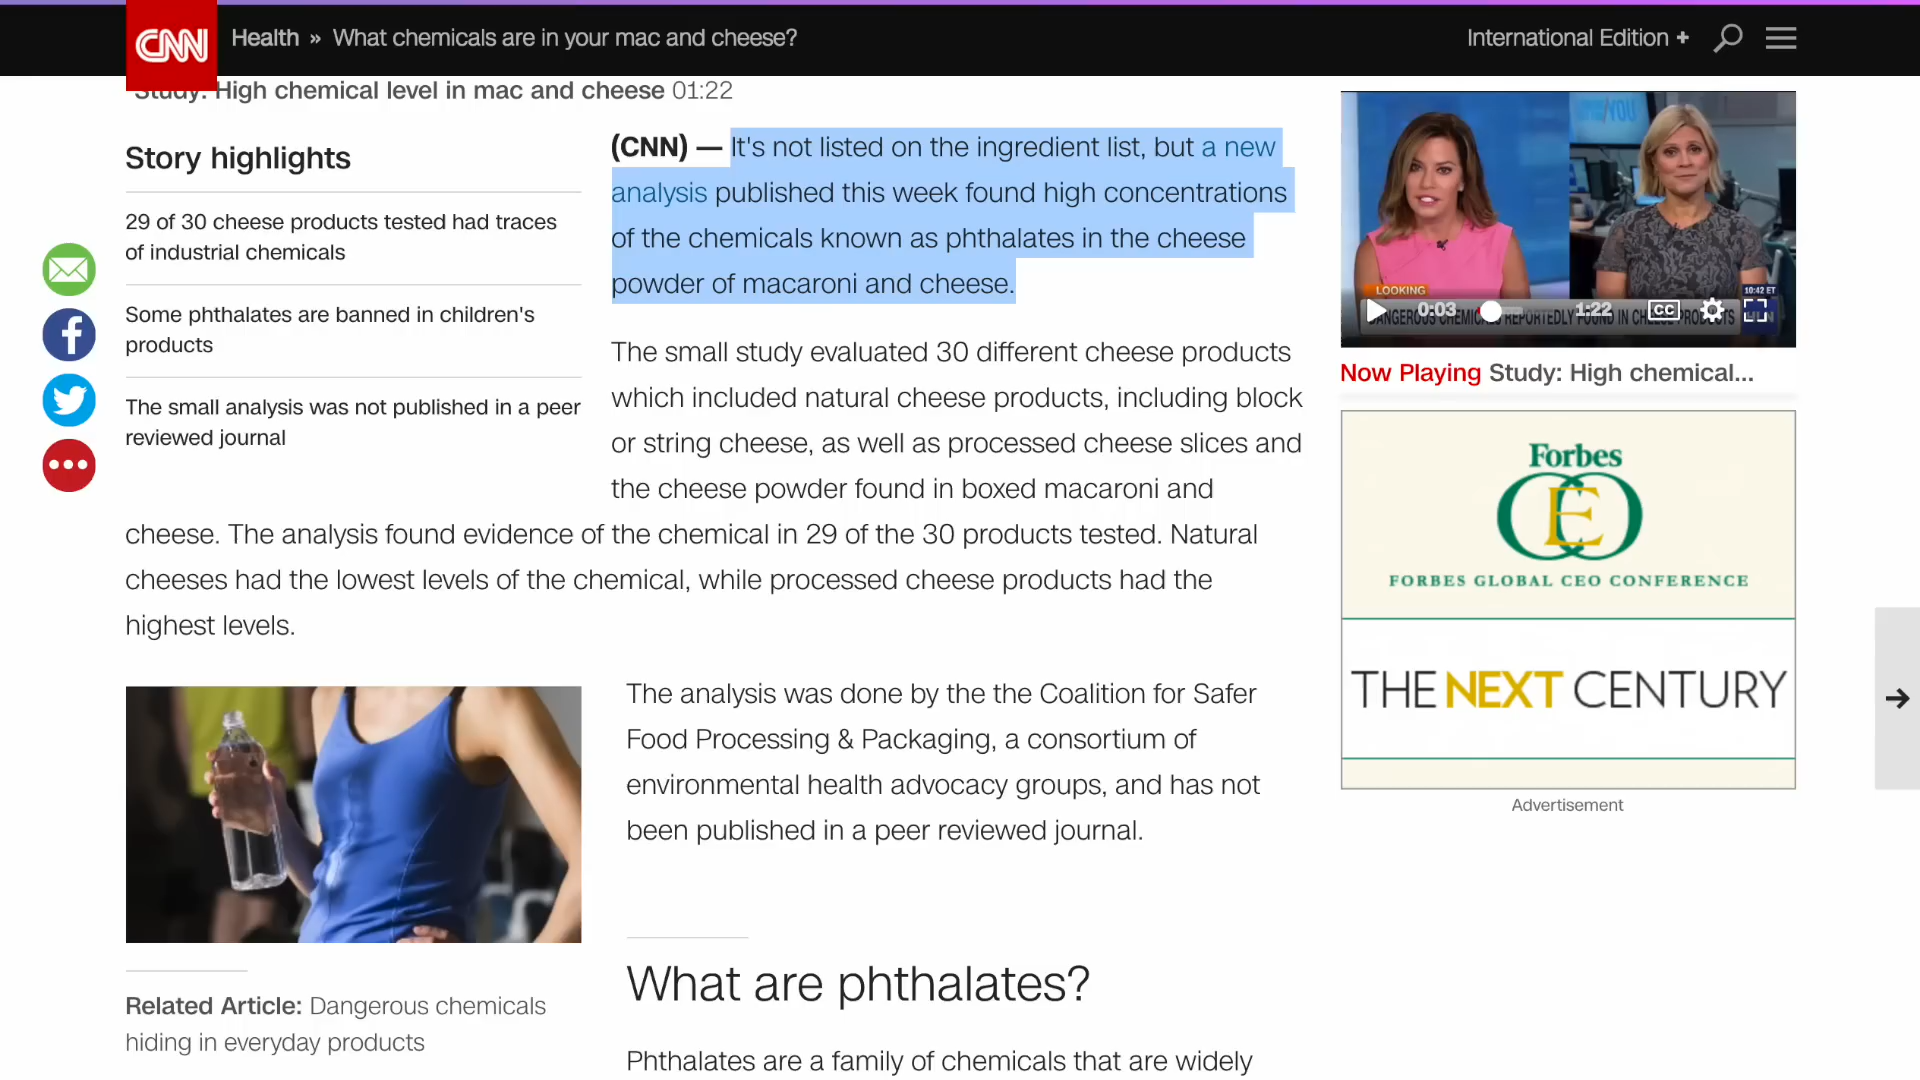 CNN
Health » What chemicals are in your mac and cheese?
International Edition +
Study: High chemical level in mac and cheese 01:22
Story highlights
29 of 30 cheese products tested had traces
of industrial chemicals
Some phthalates are banned in children's
products
The small analysis was not published in a peer
reviewed journal
(CNN) — It's not listed on the ingredient list, but a new
analysis published this week found high concentrations
of the chemicals known as phthalates in the cheese
powder of macaroni and cheese.
The small study evaluated 30 different cheese products
which included natural cheese products, including block
or string cheese, as well as processed cheese slices and
the cheese powder found in boxed macaroni and
cheese. The analysis found evidence of the chemical in 29 of the 30 products tested. Natural
cheeses had the lowest levels of the chemical, while processed cheese products had the
highest levels.
The analysis was done by the the Coalition for Safer
Food Processing & Packaging, a consortium of
environmental health advocacy groups, and has not
been published in a peer reviewed journal.
Related Article: Dangerous chemicals
hiding in everyday products
What are phthalates?
Phthalates are a family of chemicals that are widely
LOOKING
10:42 ET
0:03
1:22
CC
DANGEROUS CHEMICALS REPORTEDLY FOUND IN CHEESE PRODUCTS
HLN
Now Playing Study: High chemical...
Forbes
CEO
FORBES GLOBAL CEO CONFERENCE
THE NEXT CENTURY
Advertisement